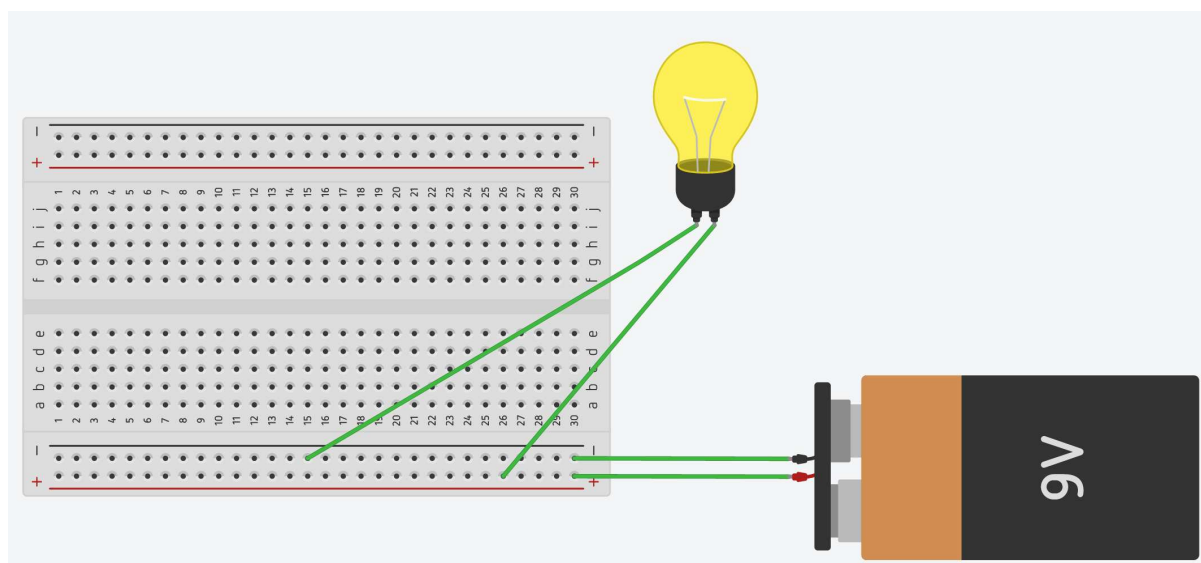 − −
+ +
1 2 3 4 5 6 7 8 9 10 11 12 13 14 15 16 17 18 19 20 21 22 23 24 25 26 27 28 29 30
j j
i i
h h
g g
f f
e e
d d
c c
b b
a a
1 2 3 4 5 6 7 8 9 10 11 12 13 14 15 16 17 18 19 20 21 22 23 24 25 26 27 28 29 30
− −
+ +
9V